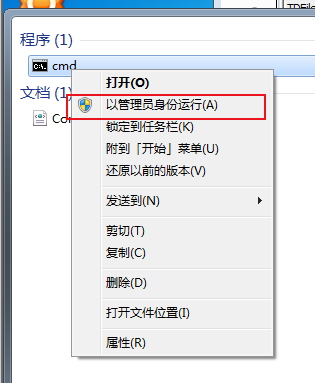 TDFile
程序 (1)
C:\.
cmd
打开(O)
文档 (1)
以管理员身份运行(A)
Co
锁定到任务栏(K)
附到「开始」菜单(U)
还原以前的版本(V)
发送到(N)
剪切(T)
复制(C)
删除(D)
打开文件位置(I)
属性(R)